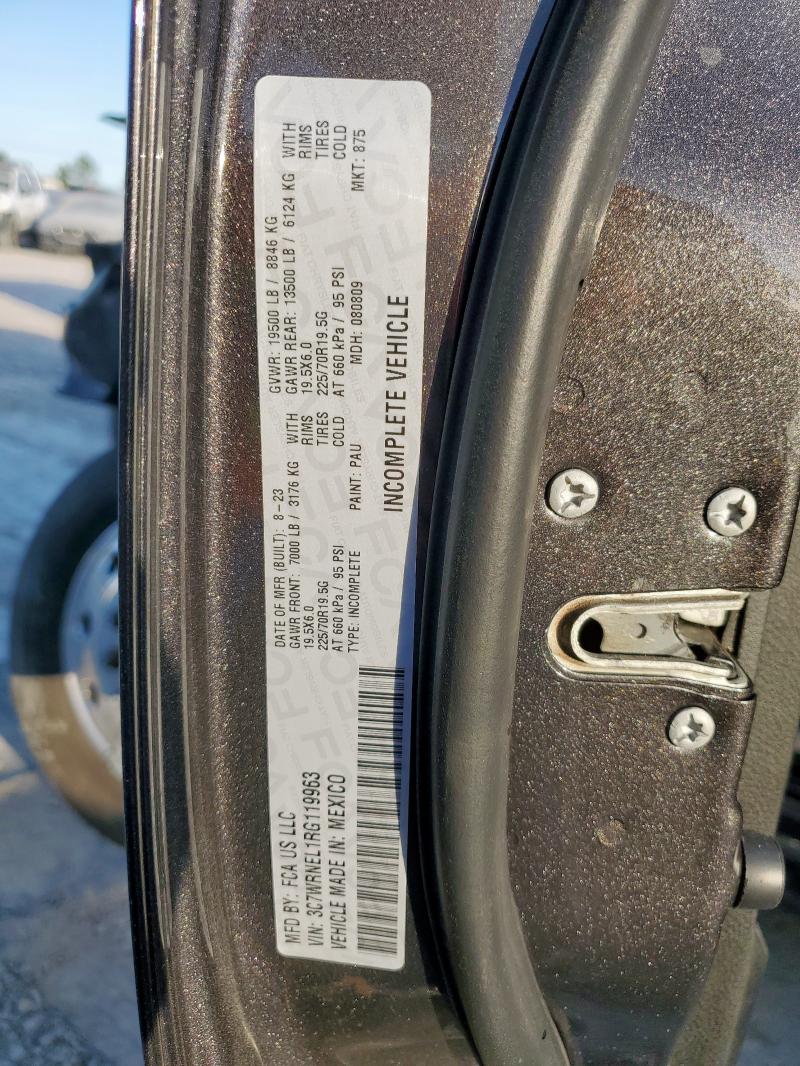 MFD BY: FCA US LLC
DATE OF MFR (BUILT): 8-23
GVWR: 19500 LB / 8846 KG
VIN: 3C7WRNEL1RG119963
GAWR FRONT: 7000 LB / 3176 KG WITH
GAWR REAR: 13500 LB / 6124 KG WITH
19.5X6.0 RIMS
19.5X6.0 RIMS
VEHICLE MADE IN: MEXICO
225/70R19.5G TIRES
225/70R19.5G TIRES
AT 660 kPa / 95 PSI COLD
AT 660 kPa / 95 PSI COLD
TYPE: INCOMPLETE
PAINT: PAU
MDH: 080809
MKT: 875
INCOMPLETE VEHICLE